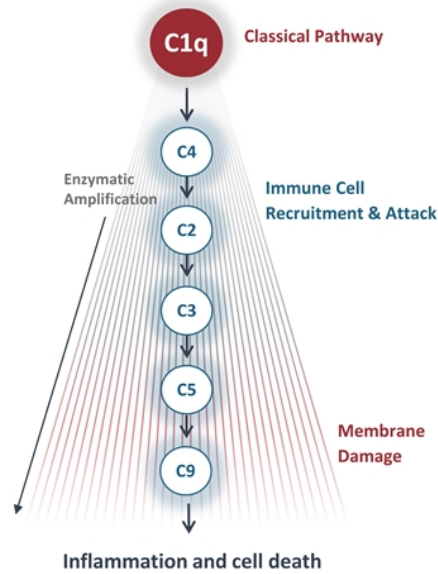 C1q
Classical Pathway
C4
Enzymatic
Amplification
Immune Cell
Recruitment & Attack
C2
C3
C5
Membrane
Damage
C9
Inflammation and cell death